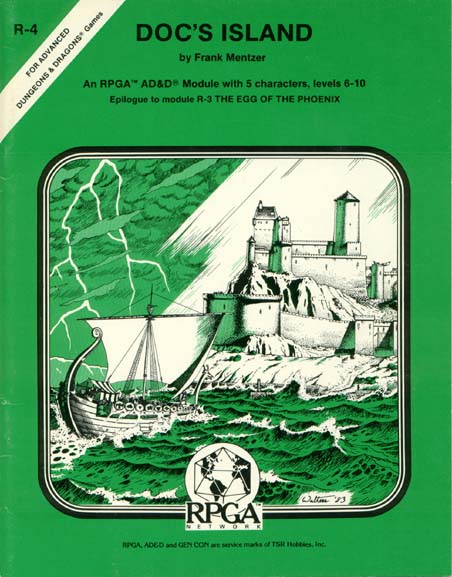 R-4
FOR ADVANCED
DUNGEONS & DRAGONS® Games
DOC'S ISLAND
by Frank Mentzer
An RPGA™ AD&D® Module with 5 characters, levels 6-10
Epilogue to module R-3 THE EGG OF THE PHOENIX
Walters '83
RPGA
NETWORK
RPGA, AD&D and GEN CON are service marks of TSR Hobbies, Inc.